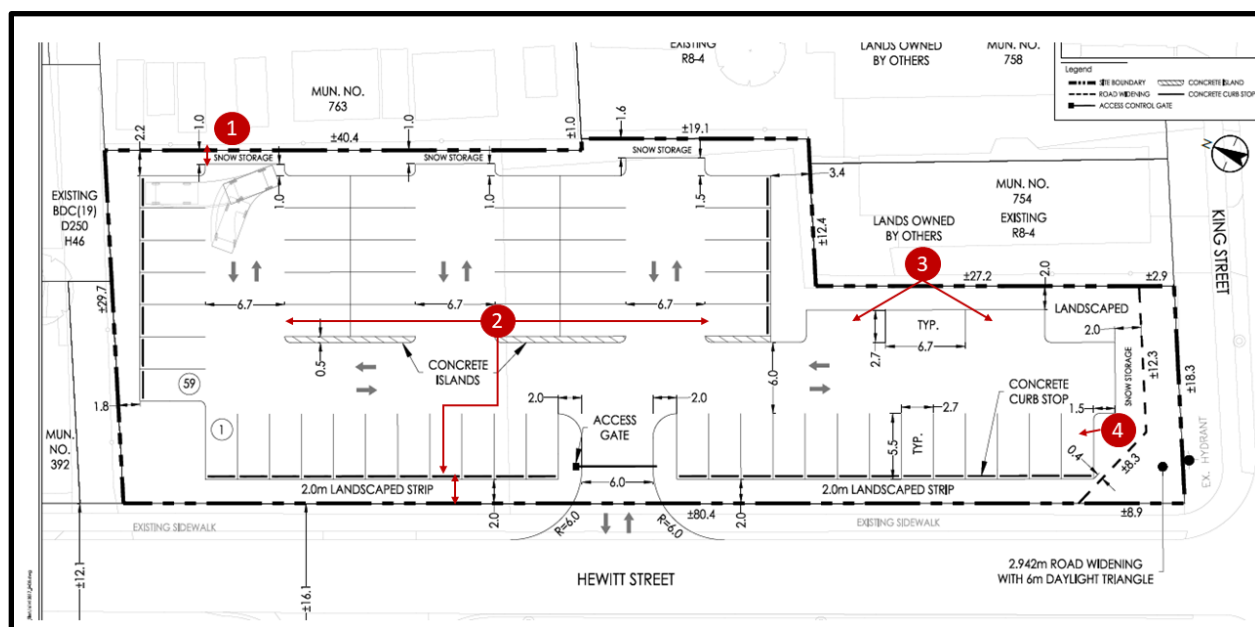 EXISTING
R8-4
LANDS OWNED
BY OTHERS
MUN. NO.
758
Legend
SITE BOUNDARY
CONCRETE ISLAND
ROAD WIDENING
CONCRETE CURB STOP
ACCESS CONTROL GATE
MUN. NO.
763
2.2
1.0
1
±40.4
1.0
±1.0
1.6
±19.1
SNOW STORAGE
SNOW STORAGE
SNOW STORAGE
N
EXISTING
BDC(19)
D250
H46
1.0
1.0
1.5
3.4
±12.4
MUN. NO.
754
EXISTING
R8-4
LANDS OWNED
BY OTHERS
KING STREET
3
±27.2
2.0
±2.9
±29.7
6.7
6.7
6.7
2
LANDSCAPED
2.0
TYP.
6.7
2.7
0.5
CONCRETE
ISLANDS
6.0
SNOW STORAGE
±12.3
±18.3
59
1.8
2.0
2.0
2.7
CONCRETE
CURB STOP
1.5
1
ACCESS
GATE
4
MUN.
NO.
392
5.5
TYP.
0.4
±8.3
EX. HYDRANT
2.0m LANDSCAPED STRIP
6.0
2.0m LANDSCAPED STRIP
2.0
±80.4
2.0
±8.9
EXISTING SIDEWALK
R=6.0
R=6.0
EXISTING SIDEWALK
±12.1
±16.1
HEWITT STREET
2.942m ROAD WIDENING
WITH 6m DAYLIGHT TRIANGLE